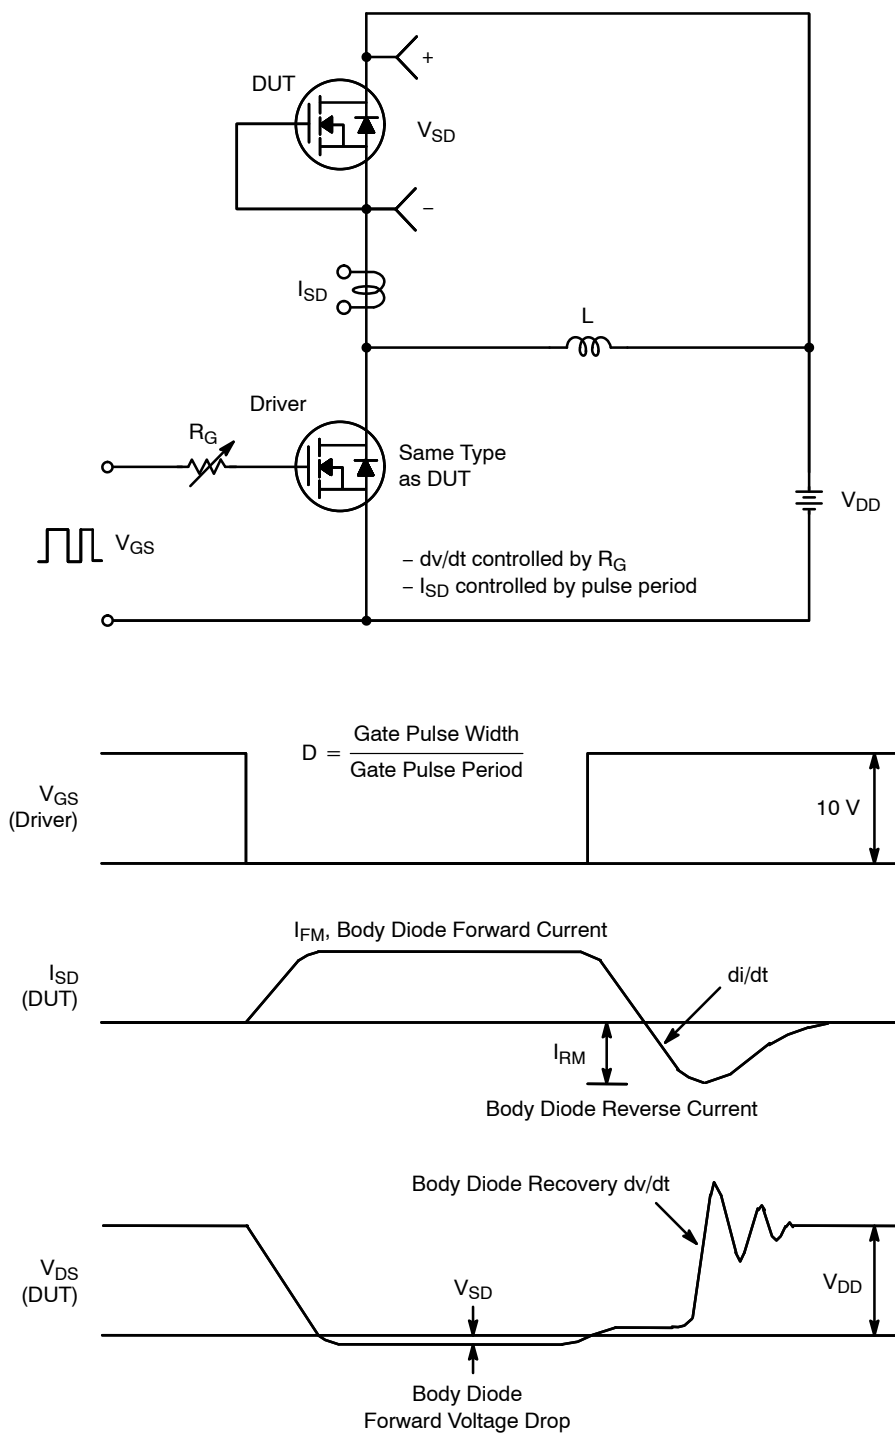 DUT
+
V_SD
−
I_SD
L
Driver
R_G
Same Type
as DUT
V_DD
V_GS
− dv/dt controlled by R_G
− I_SD controlled by pulse period
D = Gate Pulse Width
Gate Pulse Period
V_GS
(Driver)
10 V
I_FM, Body Diode Forward Current
I_SD
(DUT)
di/dt
I_RM
Body Diode Reverse Current
Body Diode Recovery dv/dt
V_DS
(DUT)
V_SD
V_DD
Body Diode
Forward Voltage Drop